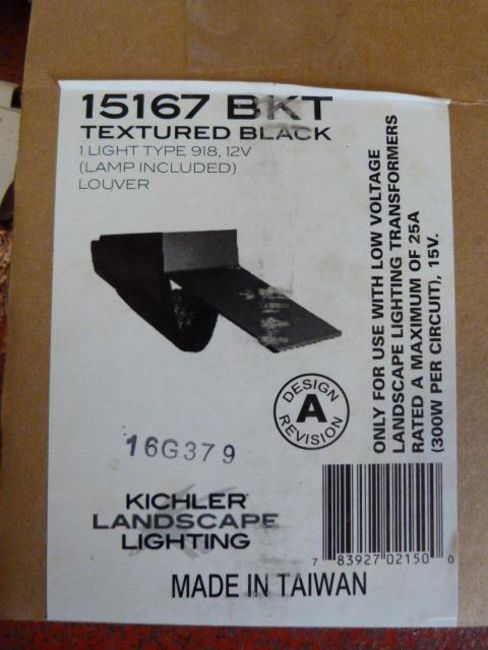 15167 BKT
TEXTURED BLACK
1 LIGHT TYPE 918, 12V
(LAMP INCLUDED)
LOUVER
ONLY FOR USE WITH LOW VOLTAGE
LANDSCAPE LIGHTING TRANSFORMERS
RATED A MAXIMUM OF 25A
(300W PER CIRCUIT), 15V.
DESIGN
A
REVISION
16G379
KICHLER
LANDSCAPE
LIGHTING
7 83927 02150 0
MADE IN TAIWAN